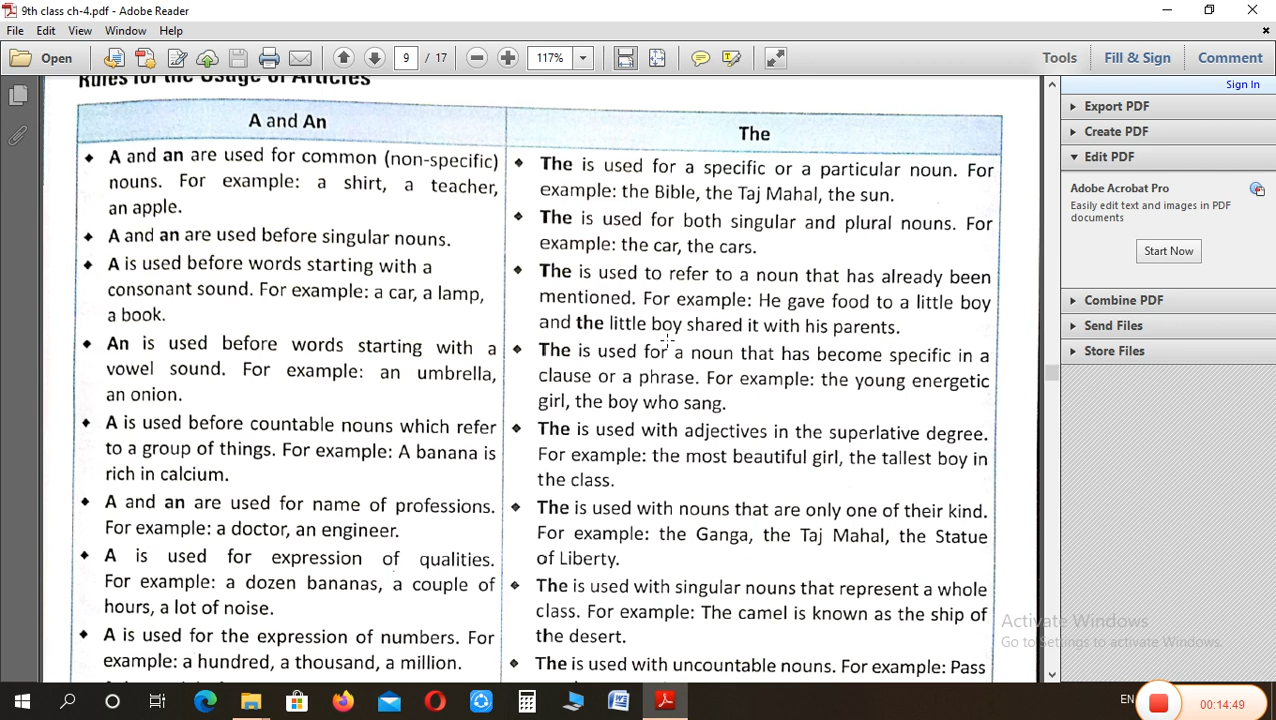 9th class ch-4.pdf - Adobe Reader
File Edit View Window Help
Open 9 / 17 117% Tools Fill & Sign Comment
Sign In
Export PDF
Create PDF
Edit PDF
Adobe Acrobat Pro
Easily edit text and images in PDF
documents
Start Now
Combine PDF
Send Files
Store Files
Rules for the Usage of Articles
A and An
A and an are used for common (non-specific)
nouns. For example: a shirt, a teacher,
an apple.
A and an are used before singular nouns.
A is used before words starting with a
consonant sound. For example: a car, a lamp,
a book.
An is used before words starting with a
vowel sound. For example: an umbrella,
an onion.
A is used before countable nouns which refer
to a group of things. For example: A banana is
rich in calcium.
A and an are used for name of professions.
For example: a doctor, an engineer.
A is used for expression of qualities.
For example: a dozen bananas, a couple of
hours, a lot of noise.
A is used for the expression of numbers. For
example: a hundred, a thousand, a million.
The
The is used for a specific or a particular noun. For
example: the Bible, the Taj Mahal, the sun.
The is used for both singular and plural nouns. For
example: the car, the cars.
The is used to refer to a noun that has already been
mentioned. For example: He gave food to a little boy
and the little boy shared it with his parents.
The is used for a noun that has become specific in a
clause or a phrase. For example: the young energetic
girl, the boy who sang.
The is used with adjectives in the superlative degree.
For example: the most beautiful girl, the tallest boy in
the class.
The is used with nouns that are only one of their kind.
For example: the Ganga, the Taj Mahal, the Statue
of Liberty.
The is used with singular nouns that represent a whole
class. For example: The camel is known as the ship of
the desert.
The is used with uncountable nouns. For example: Pass
Activate Windows
Go to Settings to activate Windows.
EN
00:14:49